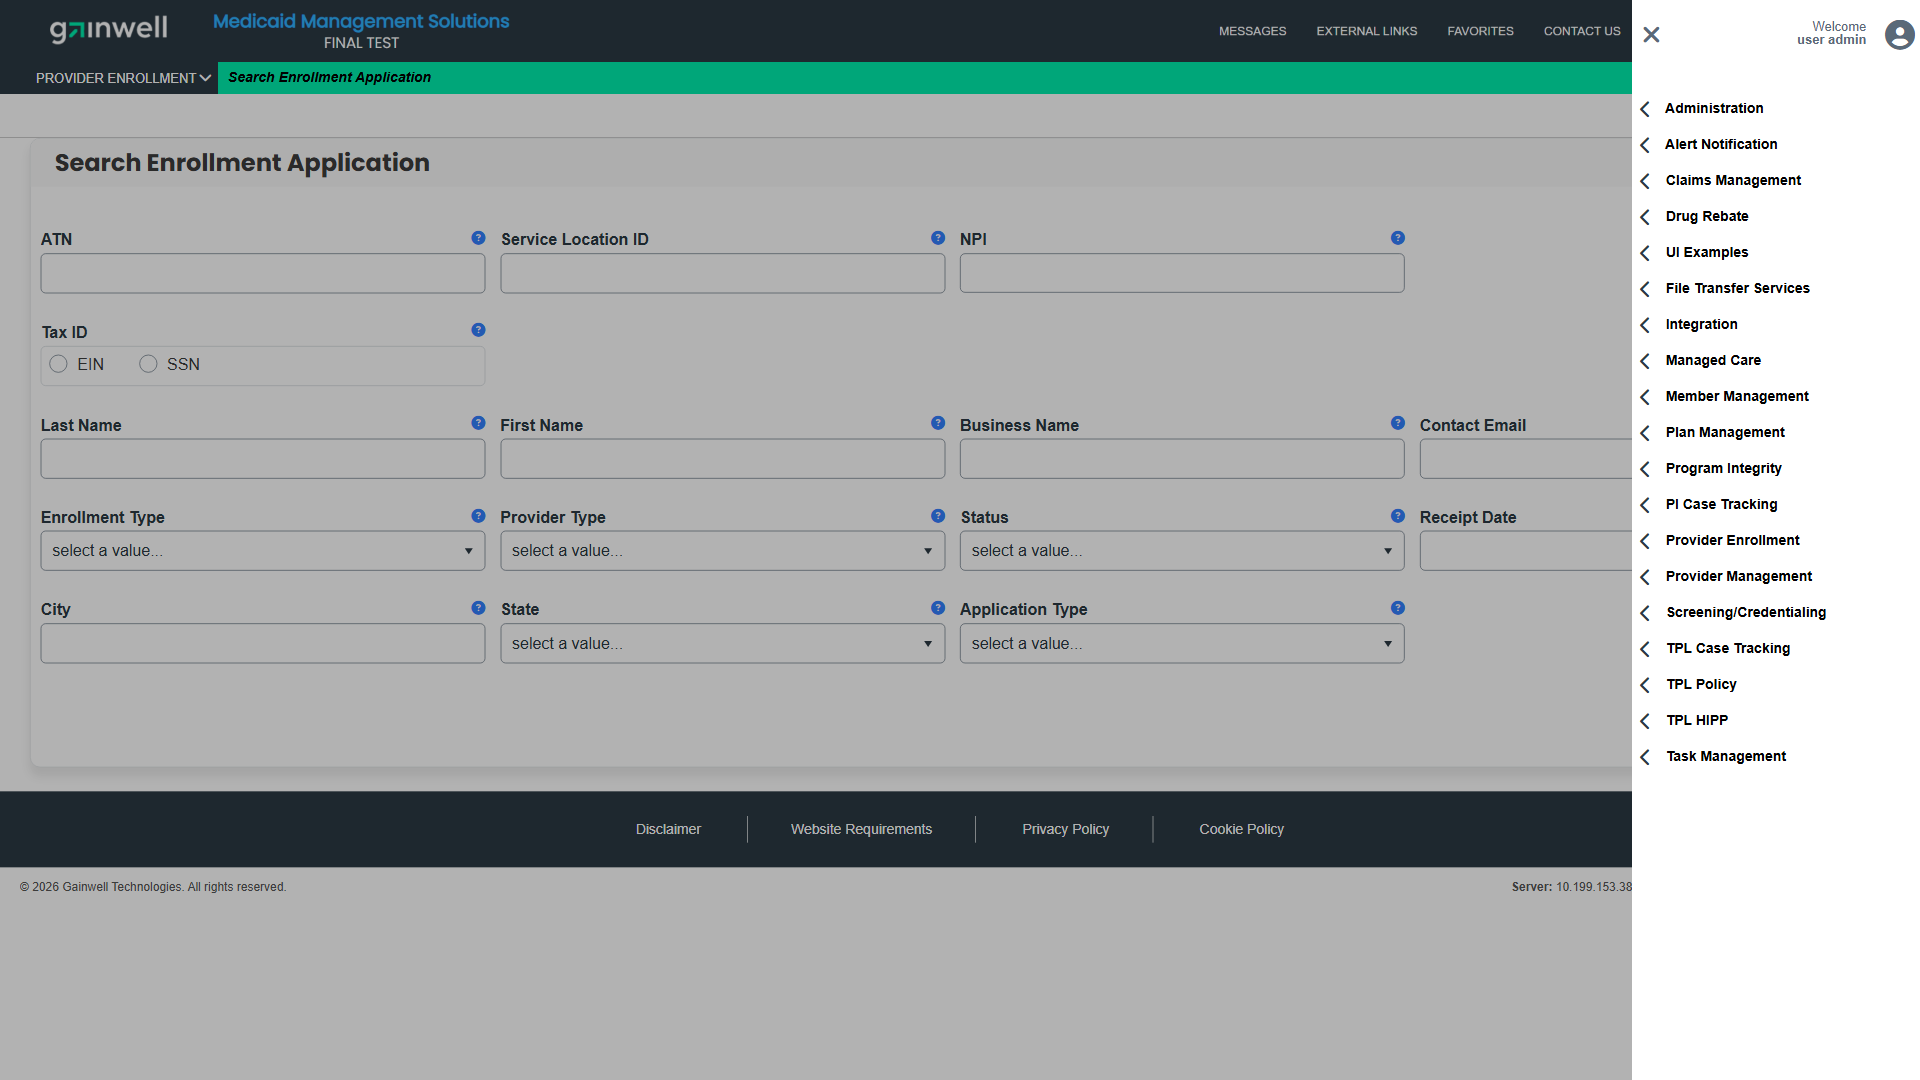 gainwell
Medicaid Management Solutions
FINAL TEST
MESSAGES
EXTERNAL LINKS
FAVORITES
CONTACT US
Welcome
user admin
PROVIDER ENROLLMENT
Search Enrollment Application
Search Enrollment Application
ATN
Service Location ID
NPI
Tax ID
EIN
SSN
Last Name
First Name
Business Name
Contact Email
Enrollment Type
Provider Type
Status
Receipt Date
select a value...
select a value...
select a value...
City
State
Application Type
select a value...
select a value...
Administration
Alert Notification
Claims Management
Drug Rebate
UI Examples
File Transfer Services
Integration
Managed Care
Member Management
Plan Management
Program Integrity
PI Case Tracking
Provider Enrollment
Provider Management
Screening/Credentialing
TPL Case Tracking
TPL Policy
TPL HIPP
Task Management
Disclaimer
Website Requirements
Privacy Policy
Cookie Policy
© 2026 Gainwell Technologies. All rights reserved.
Server: 10.199.153.38